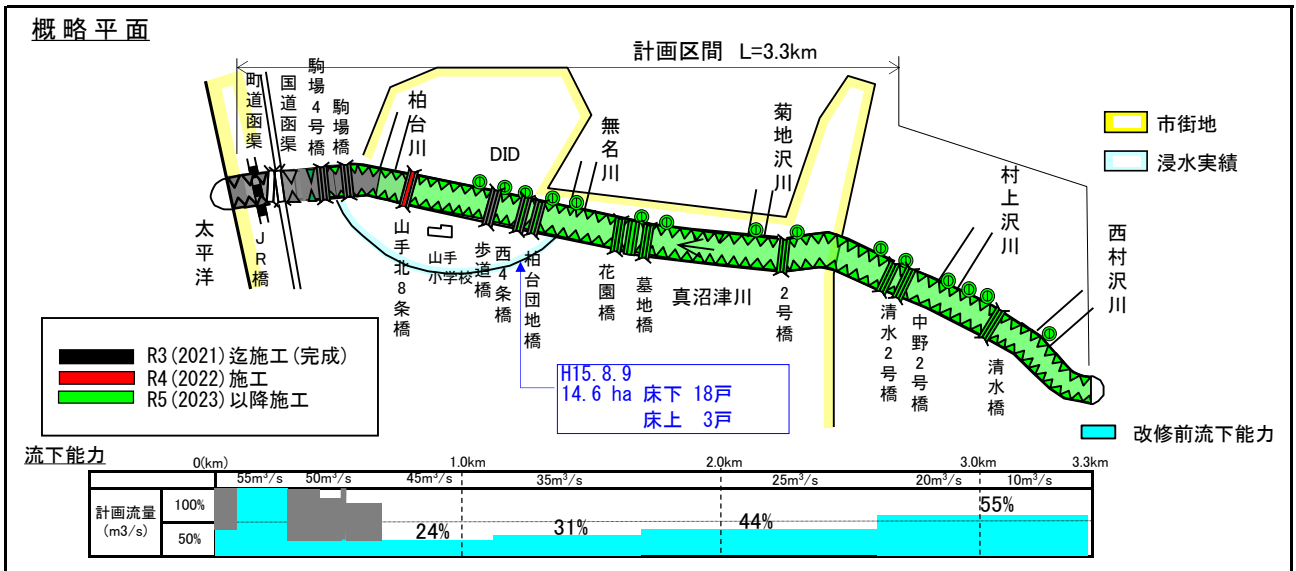 概略平面
計画区間 L=3.3km
町道函渠
国道函渠
駒場4号橋
駒場橋
柏台川
DID
無名川
菊地沢川
村上沢川
西村沢川
市街地
浸水実績
太平洋
JR橋
山手北8条橋
山手
小学校
歩道橋
西4条橋
柏台団地橋
花園橋
墓地橋
真沼津川
2号橋
清水2号橋
中野2号橋
清水橋
R3(2021)迄施工(完成)
R4(2022)施工
R5(2023)以降施工
H15.8.9
14.6 ha 床下 18戸
床上 3戸
改修前流下能力
流下能力
0(km) 1.0km 2.0km 3.0km 3.3km
55m³/s 50m³/s 45m³/s 35m³/s 25m³/s 20m³/s 10m³/s
計画流量
(m3/s)
100%
50%
24% 31% 44% 55%